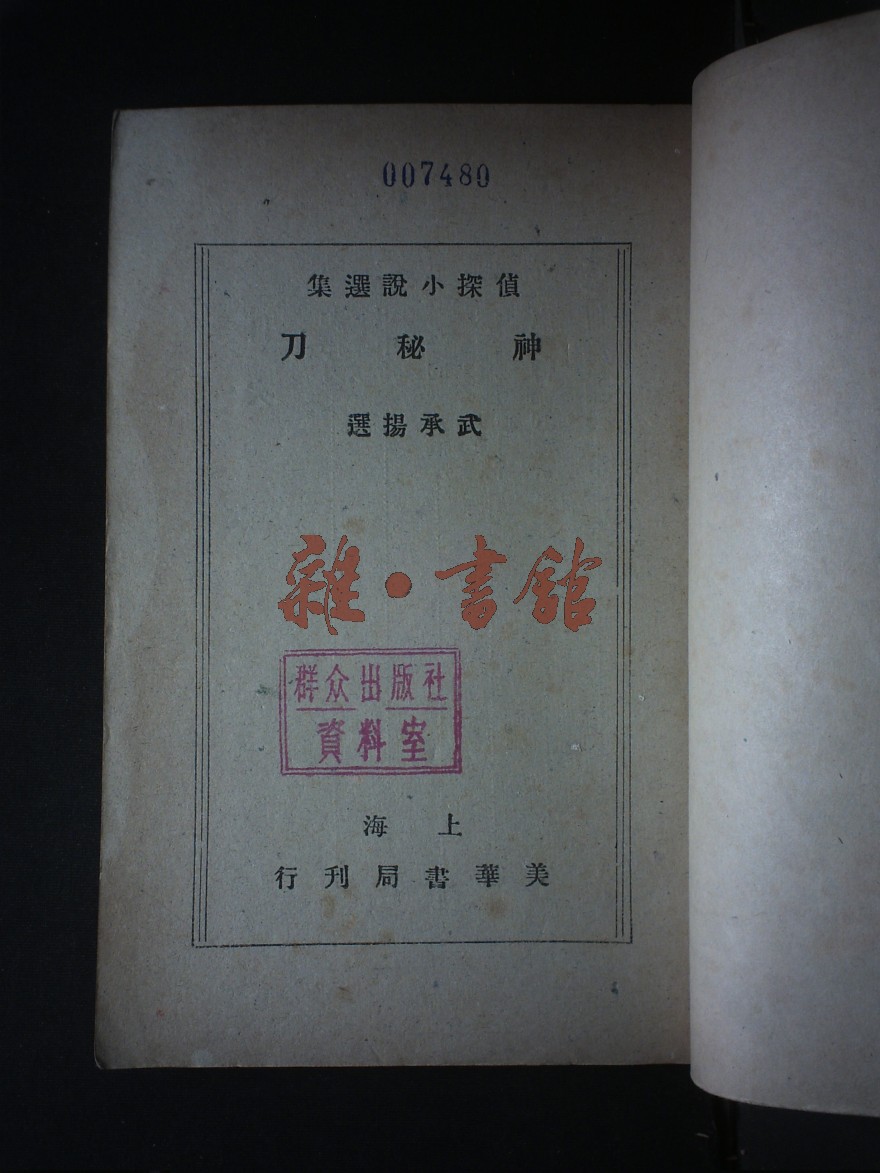 007480
偵探小說選集
神秘刀
武承揚選
雜·書館
群众出版社
資料室
上海
美華書局刊行